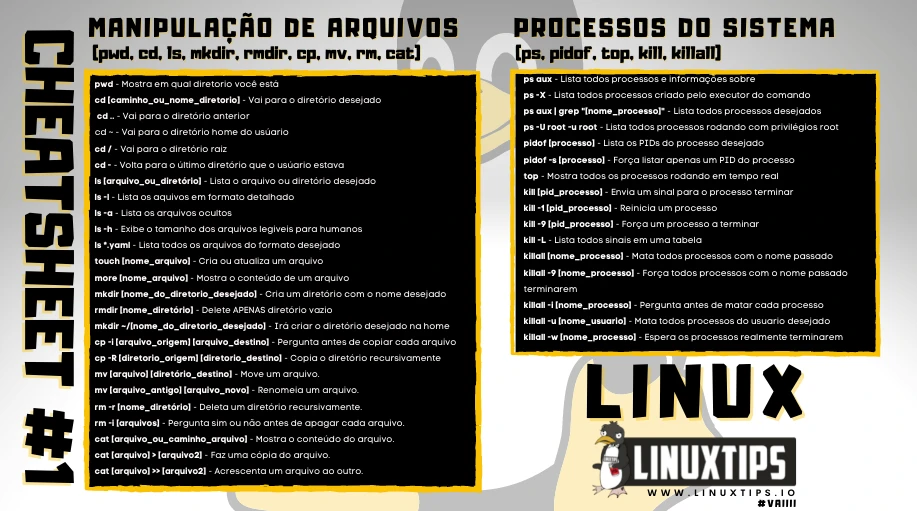 CHEATSHEET #1
MANIPULAÇÃO DE ARQUIVOS
[pwd, cd, ls, mkdir, rmdir, cp, mv, rm, cat]
pwd - Mostra em qual diretorio você está
cd [caminho_ou_nome_diretorio] - Vai para o diretório desejado
cd .. - Vai para o diretório anterior
cd ~ - Vai para o diretório home do usúario
cd / - Vai para o diretório raiz
cd - - Volta para o último diretório que o usúario estava
ls [arquivo_ou_diretório] - Lista o arquivo ou diretório desejado
ls -l - Lista os aquivos em formato detalhado
ls -a - Lista os arquivos ocultos
ls -h - Exibe o tamanho dos arquivos legiveis para humanos
ls *.yaml - Lista todos os arquivos do formato desejado
touch [nome_arquivo] - Cria ou atualiza um arquivo
more [nome_arquivo] - Mostra o conteúdo de um arquivo
mkdir [nome_do_diretorio_desejado] - Cria um diretório com o nome desejado
rmdir [nome_diretório] - Delete APENAS diretório vazio
mkdir ~/[nome_do_diretorio_desejado] - Irá criar o diretório desejado na home
cp -i [arquivo_origem] [arquivo_destino] - Pergunta antes de copiar cada arquivo
cp -R [diretorio_origem] [diretorio_destino] - Copia o diretório recursivamente
mv [arquivo] [diretório_destino] - Move um arquivo.
mv [arquivo_antigo] [arquivo_novo] - Renomeia um arquivo.
rm -r [nome_diretório] - Deleta um diretório recursivamente.
rm -i [arquivos] - Pergunta sim ou não antes de apagar cada arquivo.
cat [arquivo_ou_caminho_arquivo] - Mostra o conteúdo do arquivo.
cat [arquivo] > [arquivo2] - Faz uma cópia do arquivo.
cat [arquivo] >> [arquivo2] - Acrescenta um arquivo ao outro.
PROCESSOS DO SISTEMA
[ps, pidof, top, kill, killall]
ps aux - Lista todos processos e informações sobre
ps -X - Lista todos processos criado pelo executor do comando
ps aux | grep "[nome_processo]" - Lista todos processos desejados
ps -U root -u root - Lista todos processos rodando com privilégios root
pidof [processo] - Lista os PIDs do processo desejado
pidof -s [processo] - Força listar apenas um PID do processo
top - Mostra todos os processos rodando em tempo real
kill [pid_processo] - Envia um sinal para o processo terminar
kill -1 [pid_processo] - Reinicia um processo
kill -9 [pid_processo] - Força um processo a terminar
kill -L - Lista todos sinais em uma tabela
killall [nome_processo] - Mata todos processos com o nome passado
killall -9 [nome_processo] - Força todos processos com o nome passado
terminarem
killall -i [nome_processo] - Pergunta antes de matar cada processo
killall -u [nome_usuario] - Mata todos processos do usuario desejado
killall -w [nome_processo] - Espera os processos realmente terminarem
LINUX
LINUXTIPS
WWW.LINUXTIPS.IO
#VAIIII